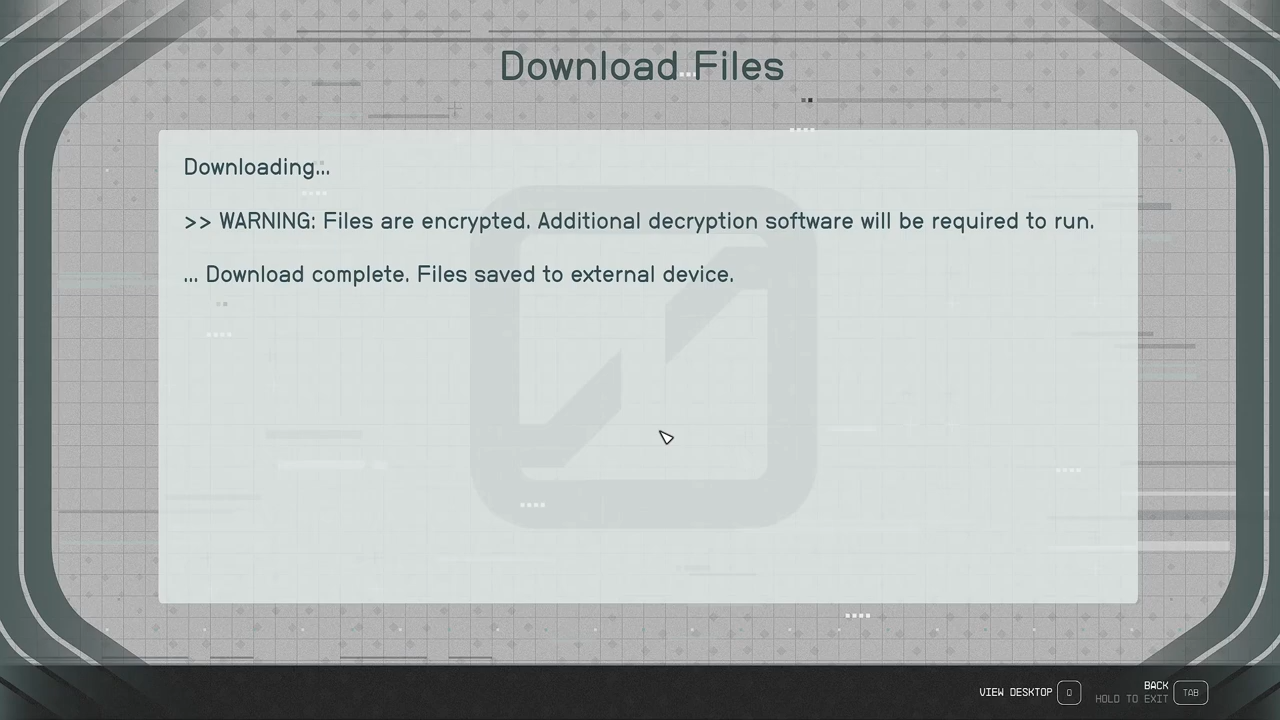 Download Files
Downloading...
>> WARNING: Files are encrypted. Additional decryption software will be required to run.
... Download complete. Files saved to external device.
VIEW DESKTOP Q
BACK
HOLD TO EXIT TAB